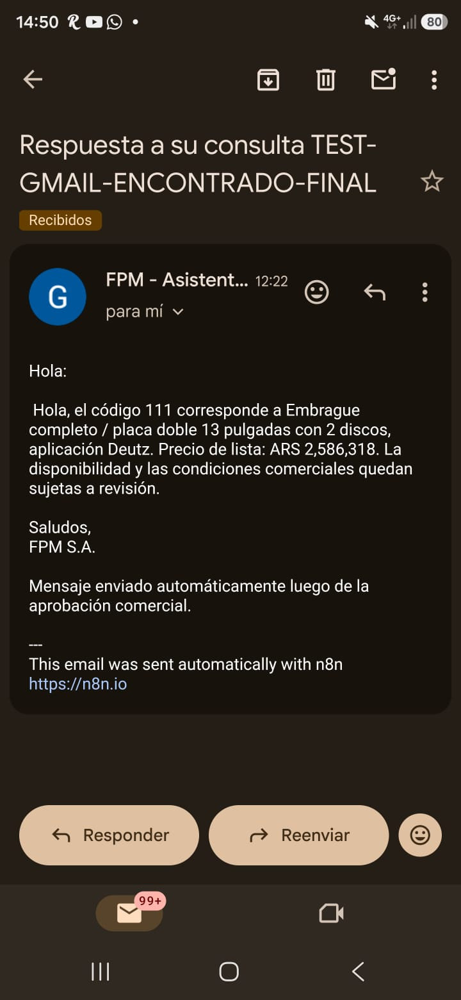 14:50
4G+
80
Respuesta a su consulta TEST-
GMAIL-ENCONTRADO-FINAL
Recibidos
G
FPM - Asistent... 12:22
para mí
Hola:
Hola, el código 111 corresponde a Embrague
completo / placa doble 13 pulgadas con 2 discos,
aplicación Deutz. Precio de lista: ARS 2,586,318. La
disponibilidad y las condiciones comerciales quedan
sujetas a revisión.
Saludos,
FPM S.A.
Mensaje enviado automáticamente luego de la
aprobación comercial.
---
This email was sent automatically with n8n
https://n8n.io
Responder
Reenviar
99+